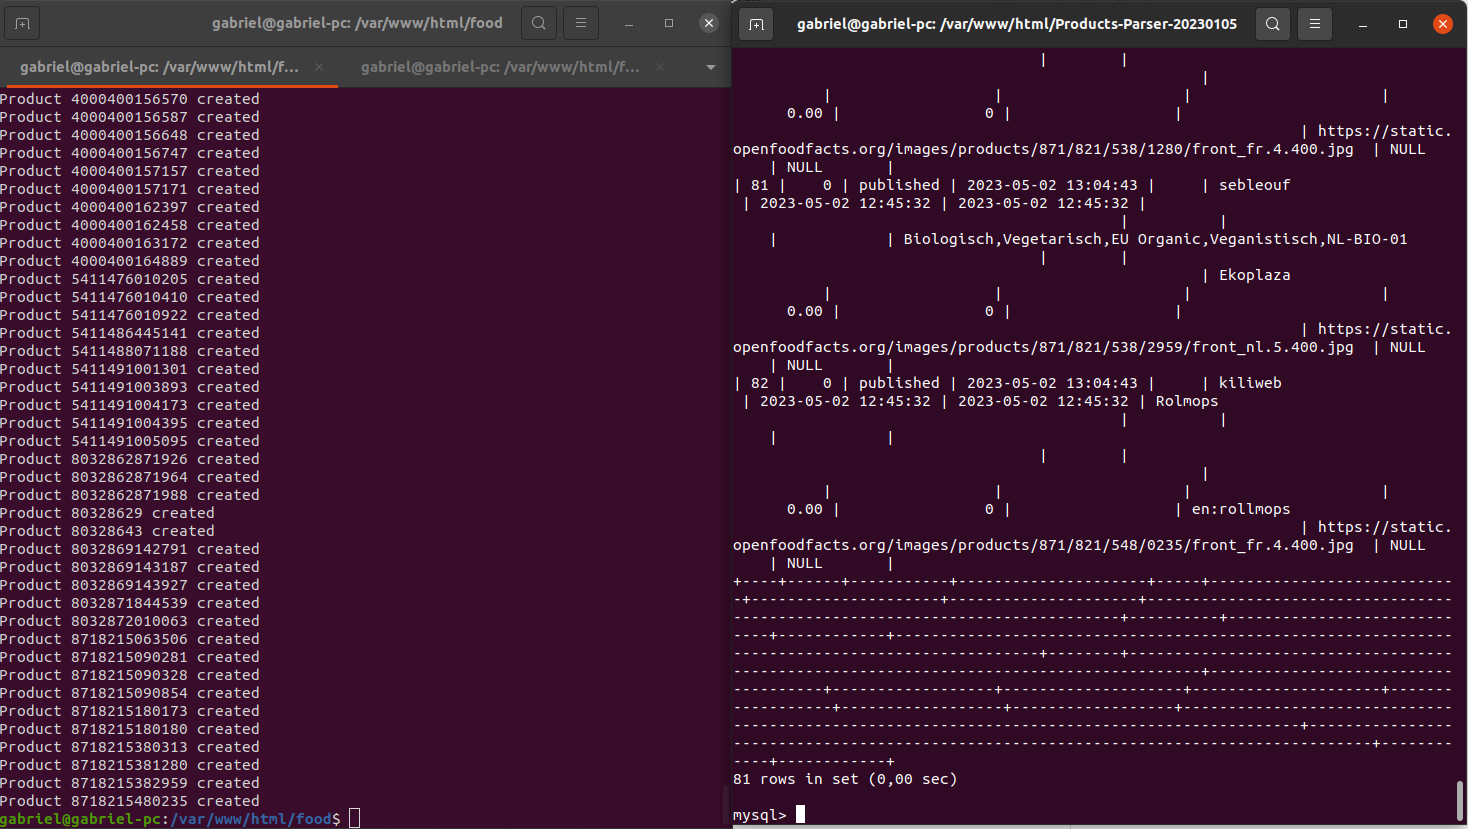 gabriel@gabriel-pc: /var/www/html/food
gabriel@gabriel-pc: /var/www/html/f...
gabriel@gabriel-pc: /var/www/html/f...
Product 4000400156570 created
Product 4000400156587 created
Product 4000400156648 created
Product 4000400156747 created
Product 4000400157157 created
Product 4000400157171 created
Product 4000400162397 created
Product 4000400162458 created
Product 4000400163172 created
Product 4000400164889 created
Product 5411476010205 created
Product 5411476010410 created
Product 5411476010922 created
Product 5411486445141 created
Product 5411488071188 created
Product 5411491001301 created
Product 5411491003893 created
Product 5411491004173 created
Product 5411491004395 created
Product 5411491005095 created
Product 8032862871926 created
Product 8032862871964 created
Product 8032862871988 created
Product 80328629 created
Product 80328643 created
Product 8032869142791 created
Product 8032869143187 created
Product 8032869143927 created
Product 8032871844539 created
Product 8032872010063 created
Product 8718215063506 created
Product 8718215090281 created
Product 8718215090328 created
Product 8718215090854 created
Product 8718215180173 created
Product 8718215180180 created
Product 8718215380313 created
Product 8718215381280 created
Product 8718215382959 created
Product 8718215480235 created
gabriel@gabriel-pc:/var/www/html/food$
gabriel@gabriel-pc: /var/www/html/Products-Parser-20230105
| |
|
| | | |
0.00 | 0 | |
| https://static.
openfoodfacts.org/images/products/871/821/538/1280/front_fr.4.400.jpg | NULL
| NULL |
| 81 | 0 | published | 2023-05-02 13:04:43 | | sebleouf
| 2023-05-02 12:45:32 | 2023-05-02 12:45:32 |
| |
| | Biologisch,Vegetarisch,EU Organic,Veganistisch,NL-BIO-01
| |
| Ekoplaza
| | | |
0.00 | 0 | |
| https://static.
openfoodfacts.org/images/products/871/821/538/2959/front_nl.5.400.jpg | NULL
| NULL |
| 82 | 0 | published | 2023-05-02 13:04:43 | | kiliweb
| 2023-05-02 12:45:32 | 2023-05-02 12:45:32 | Rolmops
| |
| |
| |
|
| | | |
0.00 | 0 | | en:rollmops
| https://static.
openfoodfacts.org/images/products/871/821/548/0235/front_fr.4.400.jpg | NULL
| NULL |
81 rows in set (0,00 sec)
mysql>